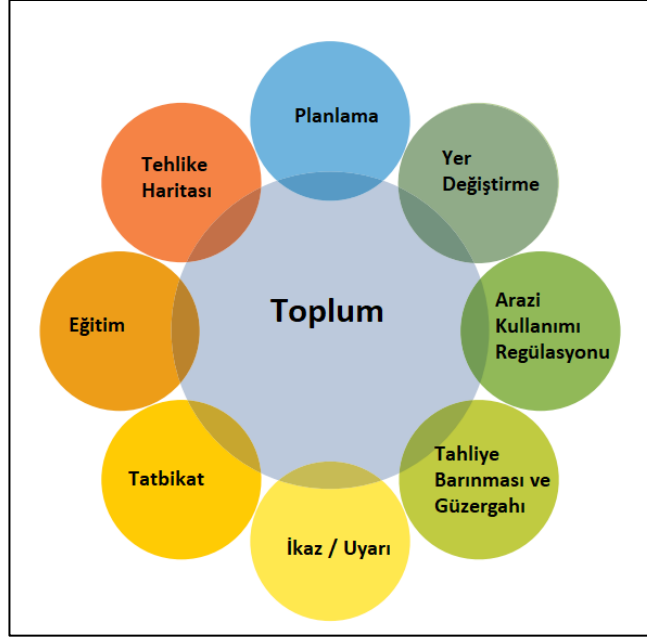 Planlama
Yer
Değiştirme
Arazi
Kullanımı
Regülasyonu
Tahliye
Barınması ve
Güzergahı
İkaz / Uyarı
Tatbikat
Eğitim
Tehlike
Haritası
Toplum